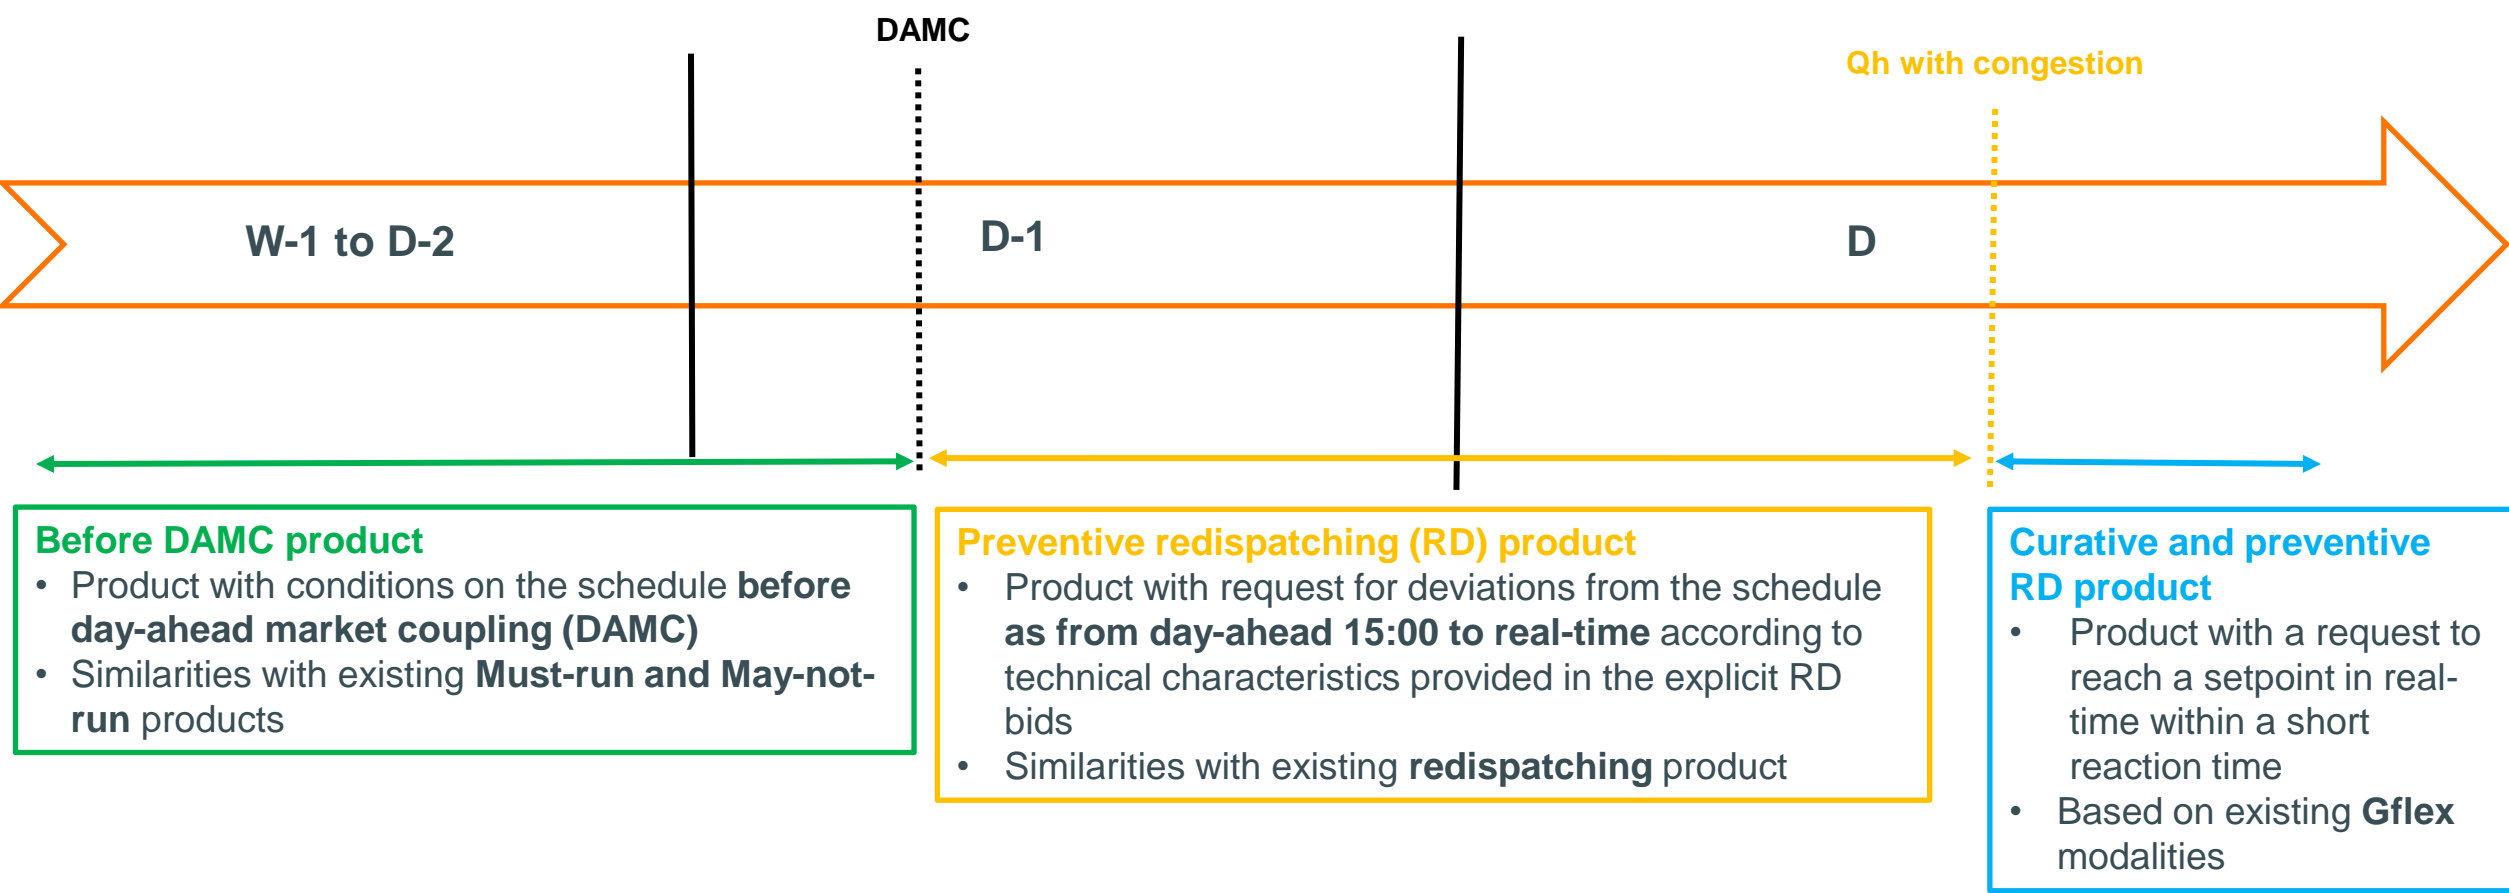 DAMC
Qh with congestion
W-1 to D-2
D-1
D
Before DAMC product
• Product with conditions on the schedule before
day-ahead market coupling (DAMC)
• Similarities with existing Must-run and May-not-
run products
Preventive redispatching (RD) product
• Product with request for deviations from the schedule
as from day-ahead 15:00 to real-time according to
technical characteristics provided in the explicit RD
bids
• Similarities with existing redispatching product
Curative and preventive
RD product
• Product with a request to
reach a setpoint in real-
time within a short
reaction time
• Based on existing Gflex
modalities